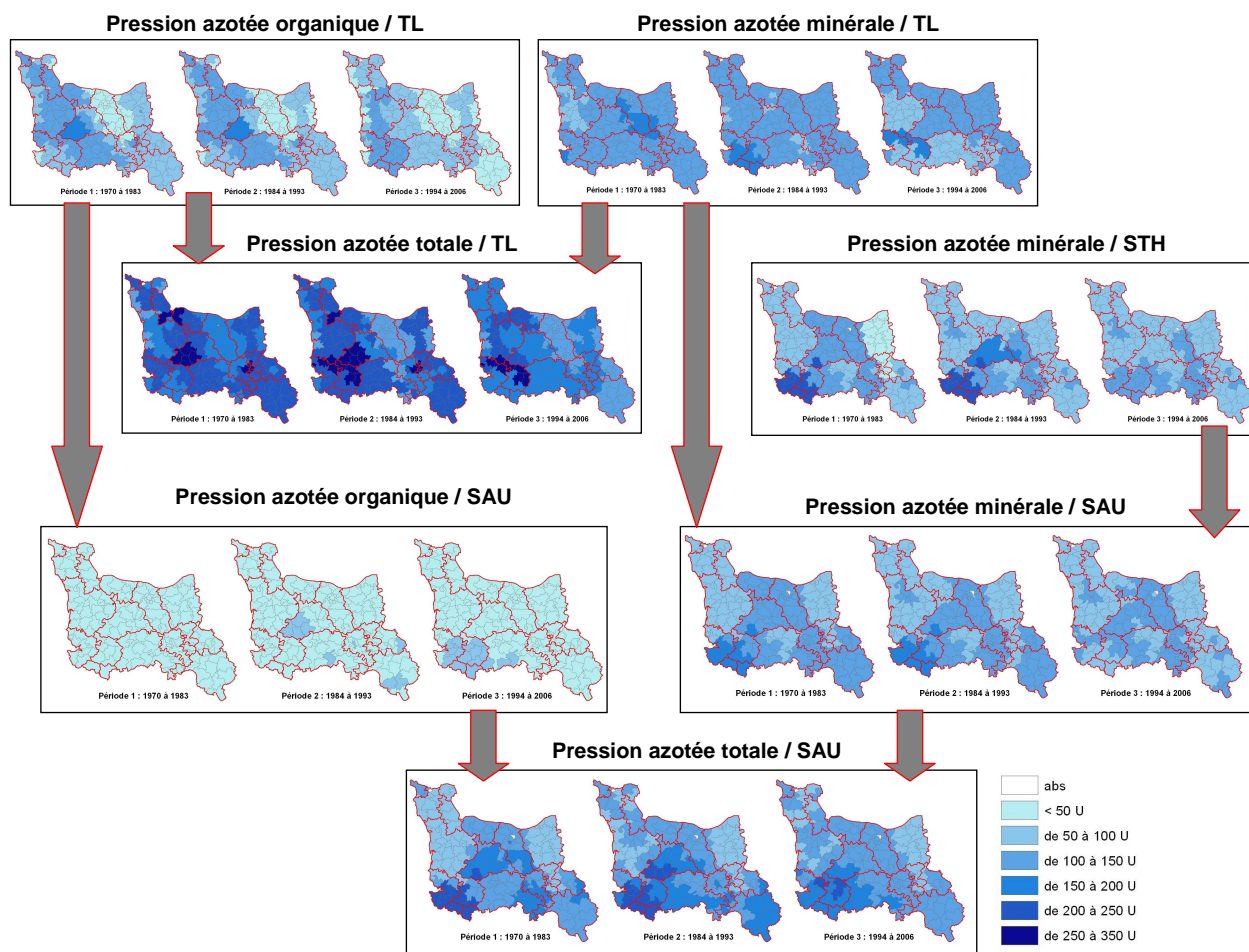 Pression azotée organique / TL
Pression azotée minérale / TL
Période 1 : 1970 à 1983
Période 2 : 1984 à 1993
Période 3 : 1994 à 2006
Période 1 : 1970 à 1983
Période 2 : 1984 à 1993
Période 3 : 1994 à 2006
Pression azotée totale / TL
Pression azotée minérale / STH
Période 1 : 1970 à 1983
Période 2 : 1984 à 1993
Période 3 : 1994 à 2006
Période 1 : 1970 à 1983
Période 2 : 1984 à 1993
Période 3 : 1994 à 2006
Pression azotée organique / SAU
Pression azotée minérale / SAU
Période 1 : 1970 à 1983
Période 2 : 1984 à 1993
Période 3 : 1994 à 2006
Période 1 : 1970 à 1983
Période 2 : 1984 à 1993
Période 3 : 1994 à 2006
Pression azotée totale / SAU
Période 1 : 1970 à 1983
Période 2 : 1984 à 1993
Période 3 : 1994 à 2006
abs
< 50 U
de 50 à 100 U
de 100 à 150 U
de 150 à 200 U
de 200 à 250 U
de 250 à 350 U